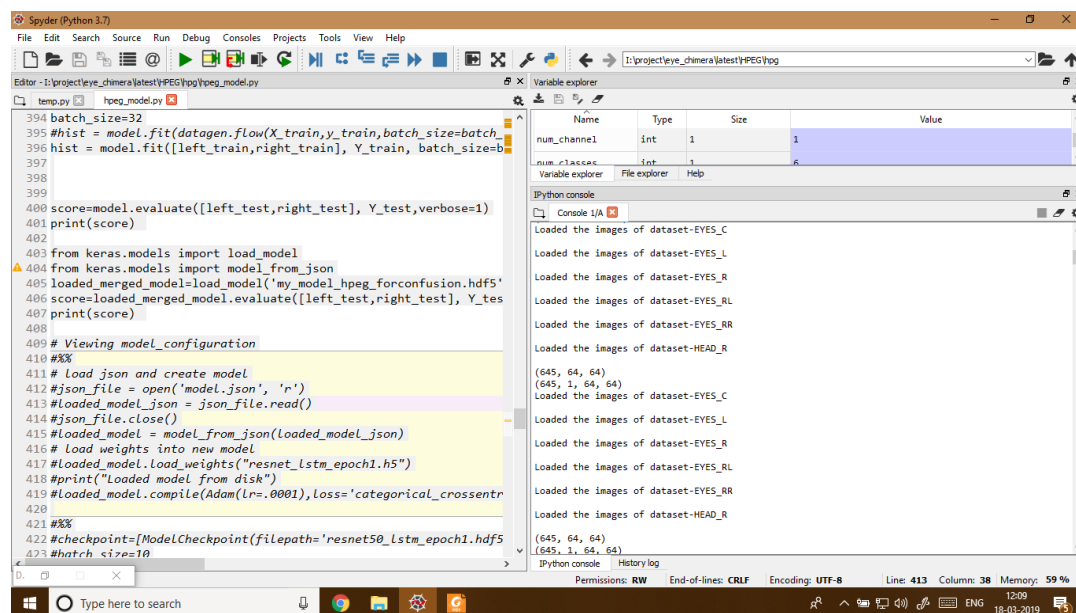 Spyder (Python 3.7)
File Edit Search Source Run Debug Consoles Projects Tools View Help
I:\project\eye_chimera\latest\HPEG\hpg
Editor - I:\project\eye_chimera\latest\HPEG\hpg\hpeg_model.py
temp.py hpeg_model.py
394 batch_size=32
395 #hist = model.fit(datagen.flow(X_train,y_train,batch_size=batch_
396 hist = model.fit([left_train,right_train], Y_train, batch_size=b
397
398
399
400 score=model.evaluate([left_test,right_test], Y_test,verbose=1)
401 print(score)
402
403 from keras.models import load_model
404 from keras.models import model_from_json
405 loaded_merged_model=load_model('my_model_hpeg_forconfusion.hdf5'
406 score=loaded_merged_model.evaluate([left_test,right_test], Y_tes
407 print(score)
408
409 # Viewing model_configuration
410 #%%
411 # load json and create model
412 #json_file = open('model.json', 'r')
413 #loaded_model_json = json_file.read()
414 #json_file.close()
415 #loaded_model = model_from_json(loaded_model_json)
416 # load weights into new model
417 #loaded_model.load_weights("resnet_lstm_epoch1.h5")
418 #print("Loaded model from disk")
419 #loaded_model.compile(Adam(lr=.0001),loss='categorical_crossentr
420
421 #%%
422 #checkpoint=[ModelCheckpoint(filepath='resnet50_lstm_epoch1.hdf5
423 #batch size=10
Variable explorer
Name Type Size Value
num_channel int 1 1
num_classes int 1 6
Variable explorer File explorer Help
IPython console
Console 1/A
Loaded the images of dataset-EYES_C
Loaded the images of dataset-EYES_L
Loaded the images of dataset-EYES_R
Loaded the images of dataset-EYES_RL
Loaded the images of dataset-EYES_RR
Loaded the images of dataset-HEAD_R
(645, 64, 64)
(645, 1, 64, 64)
Loaded the images of dataset-EYES_C
Loaded the images of dataset-EYES_L
Loaded the images of dataset-EYES_R
Loaded the images of dataset-EYES_RL
Loaded the images of dataset-EYES_RR
Loaded the images of dataset-HEAD_R
(645, 64, 64)
(645, 1, 64, 64)
IPython console History log
Permissions: RW End-of-lines: CRLF Encoding: UTF-8 Line: 413 Column: 38 Memory: 59 %
D.
Type here to search
ENG
12:09
18-03-2019